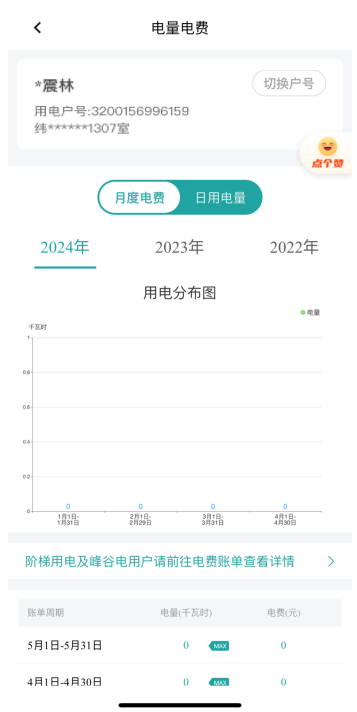 电量电费
*震林
切换户号
用电户号:3200156996159
纬******1307室
点个赞
月度电费
日用电量
2024年
2023年
2022年
用电分布图
电量
千瓦时
1
0.8
0.6
0.4
0.2
0
0
0
0
0
1月1日-
1月31日
2月1日-
2月29日
3月1日-
3月31日
4月1日-
4月30日
阶梯用电及峰谷电用户请前往电费账单查看详情
账单周期
电量(千瓦时)
电费(元)
5月1日-5月31日
0
MAX
0
4月1日-4月30日
0
MAX
0